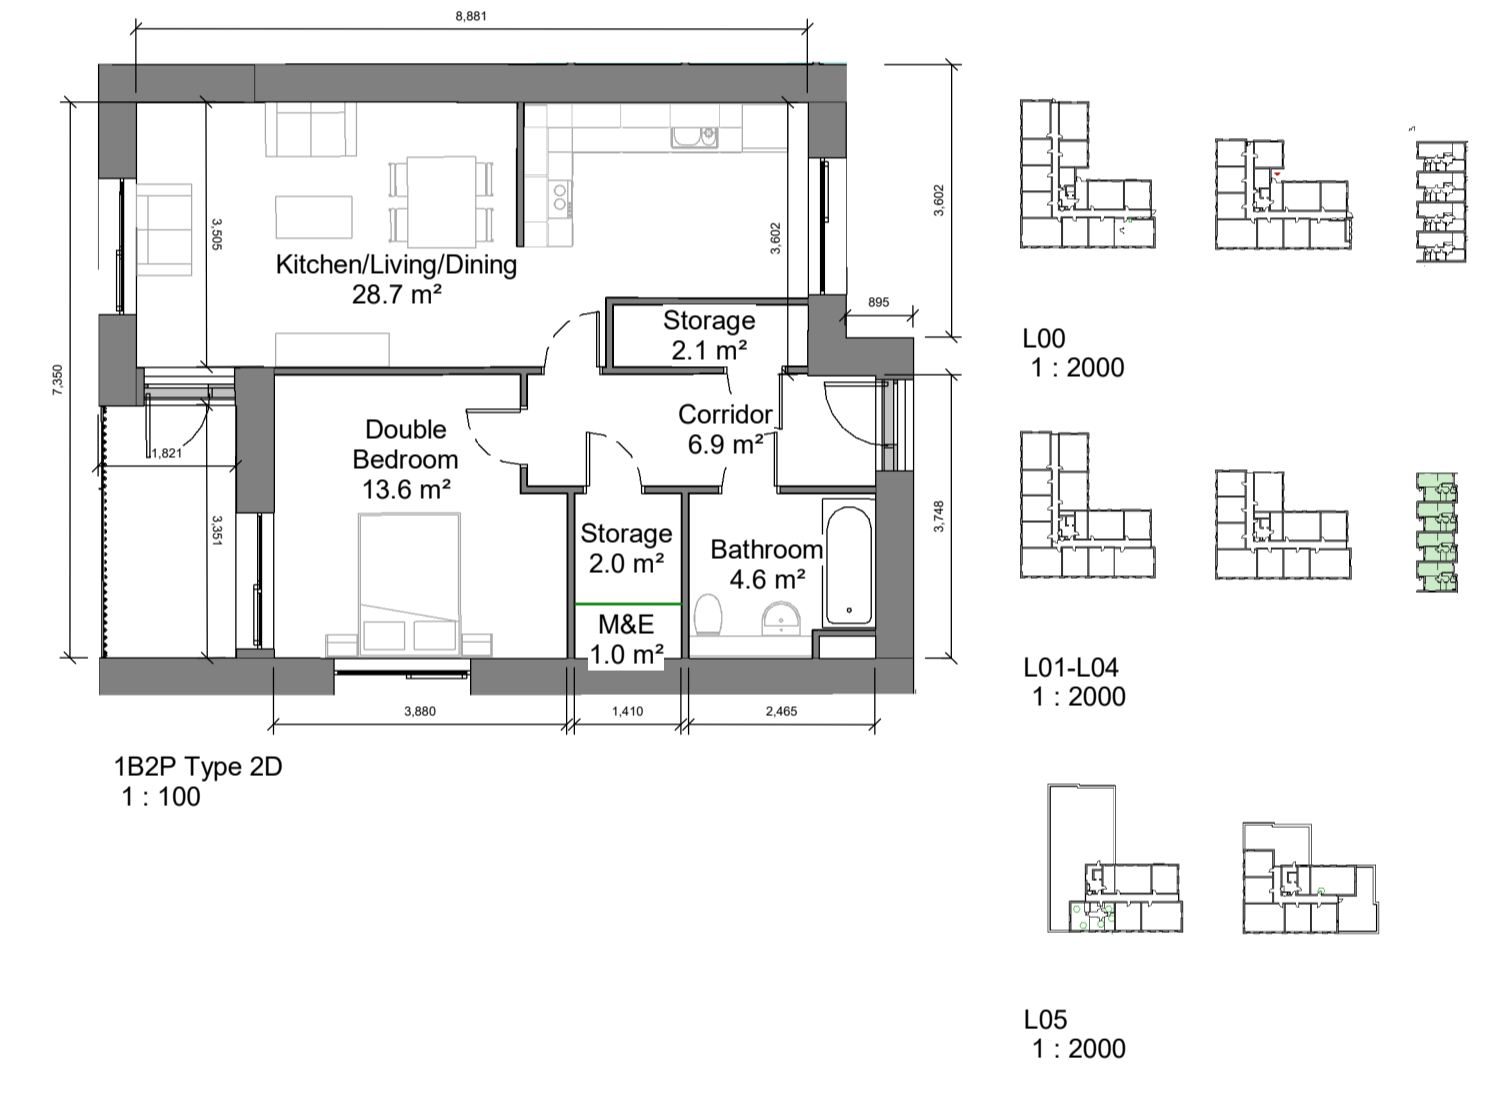 8,881
3,505
Kitchen/Living/Dining
28.7 m²
3,602
3,602
895
7,350
Storage
2.1 m²
Corridor
6.9 m²
Double
Bedroom
13.6 m²
1,821
3,351
Storage
2.0 m²
Bathroom
4.6 m²
3,748
M&E
1.0 m²
3,880
1,410
2,465
1B2P Type 2D
1 : 100
L00
1 : 2000
L01-L04
1 : 2000
L05
1 : 2000